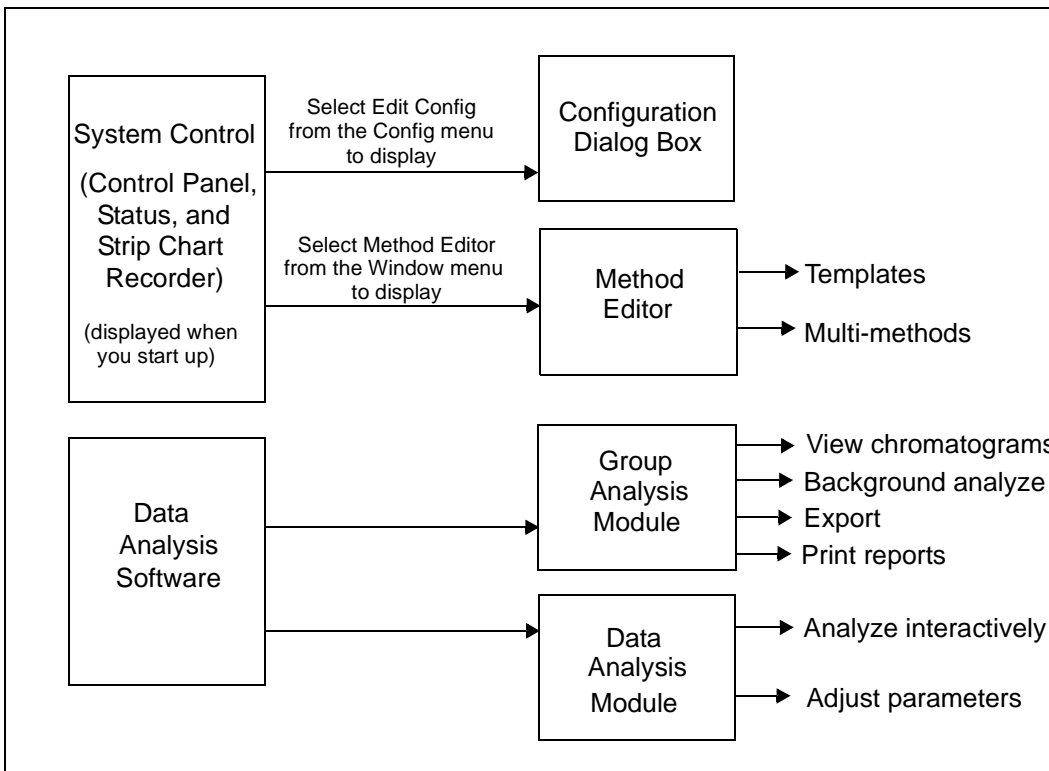 System Control
(Control Panel,
Status, and
Strip Chart
Recorder)
(displayed when
you start up)
Select Edit Config
from the Config menu
to display
Configuration
Dialog Box
Select Method Editor
from the Window menu
to display
Method
Editor
Templates
Multi-methods
Data
Analysis
Software
Group
Analysis
Module
View chromatograms
Background analyze
Export
Print reports
Data
Analysis
Module
Analyze interactively
Adjust parameters